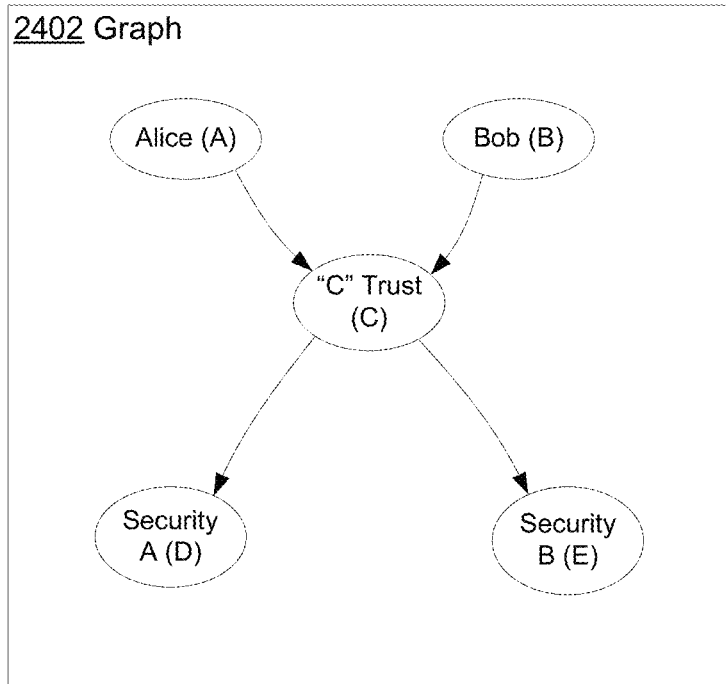 2402 Graph
Alice (A)
Bob (B)
“C” Trust
(C)
Security
A (D)
Security
B (E)